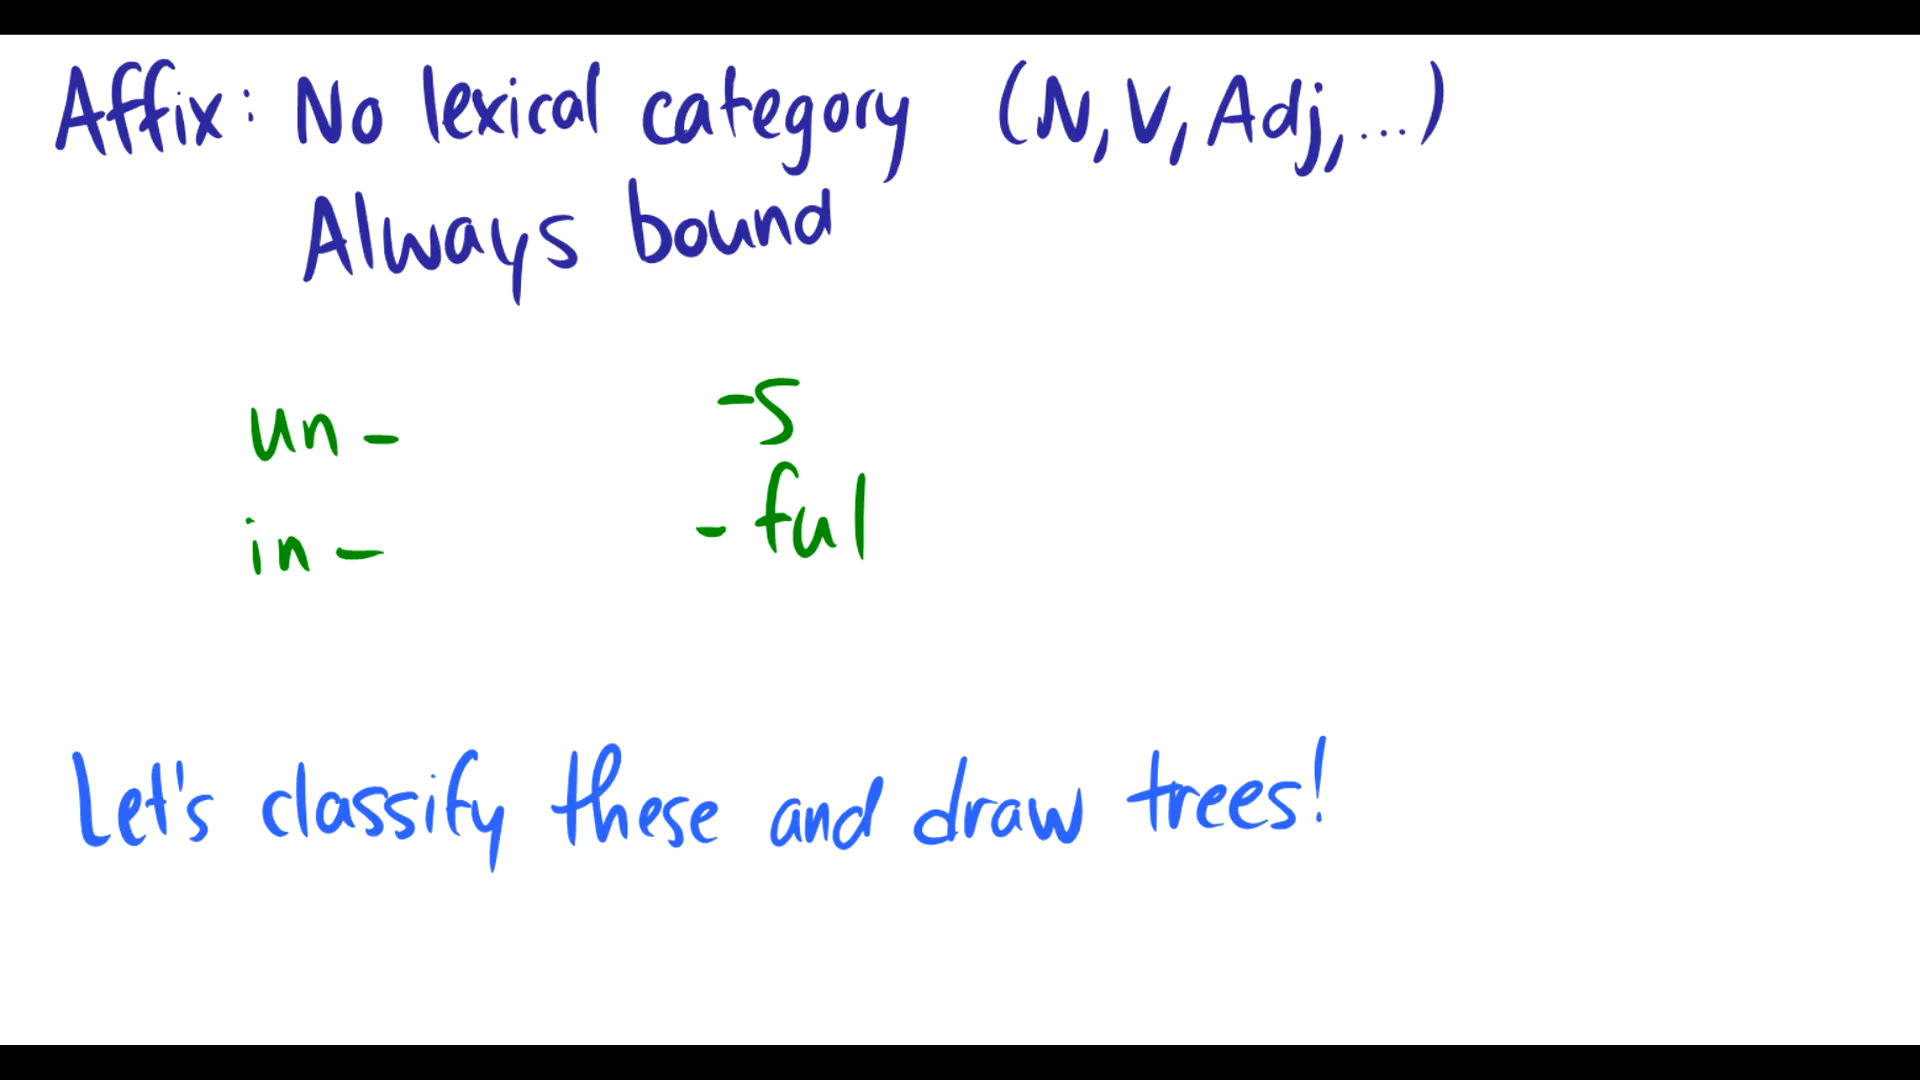 Affix: No lexical category (N, V, Adj, ...)
Always bound
un- -s
in- -ful
Let's classify these and draw trees!